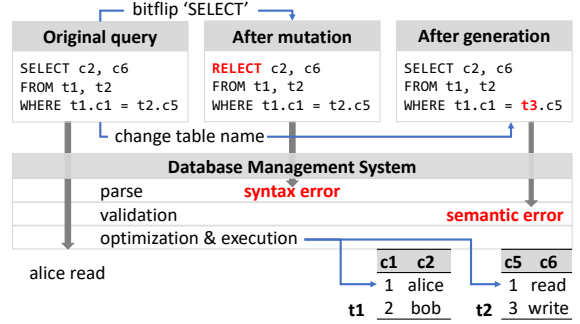 bitflip ‘SELECT’
Original query
SELECT c2, c6
FROM t1, t2
WHERE t1.c1 = t2.c5
After mutation
RELECT c2, c6
FROM t1, t2
WHERE t1.c1 = t2.c5
After generation
SELECT c2, c6
FROM t1, t2
WHERE t1.c1 = t3.c5
change table name
Database Management System
parse syntax error
validation semantic error
optimization & execution
alice read
t1
c1 c2
1 alice
2 bob
t2
c5 c6
1 read
3 write